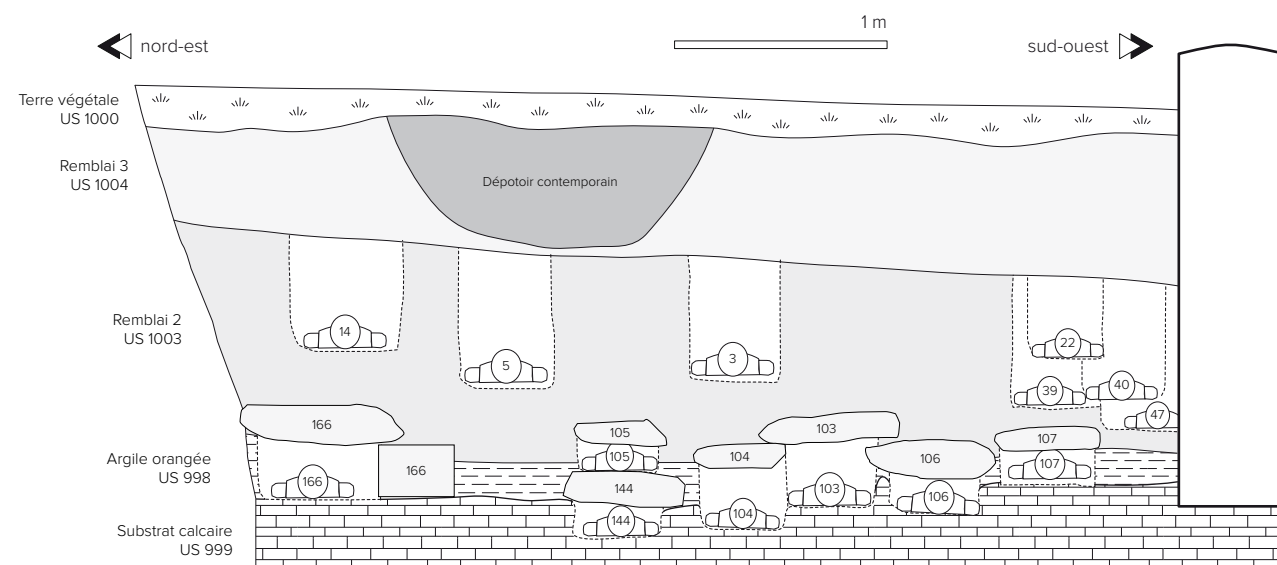 1 m
nord-est
sud-ouest
Terre végétale
US 1000
Remblai 3
US 1004
Dépotoir contemporain
Remblai 2
US 1003
14
5
3
22
39
40
47
166
105
103
107
Argile orangée
US 998
166
166
105
144
104
103
106
107
106
104
144
Substrat calcaire
US 999